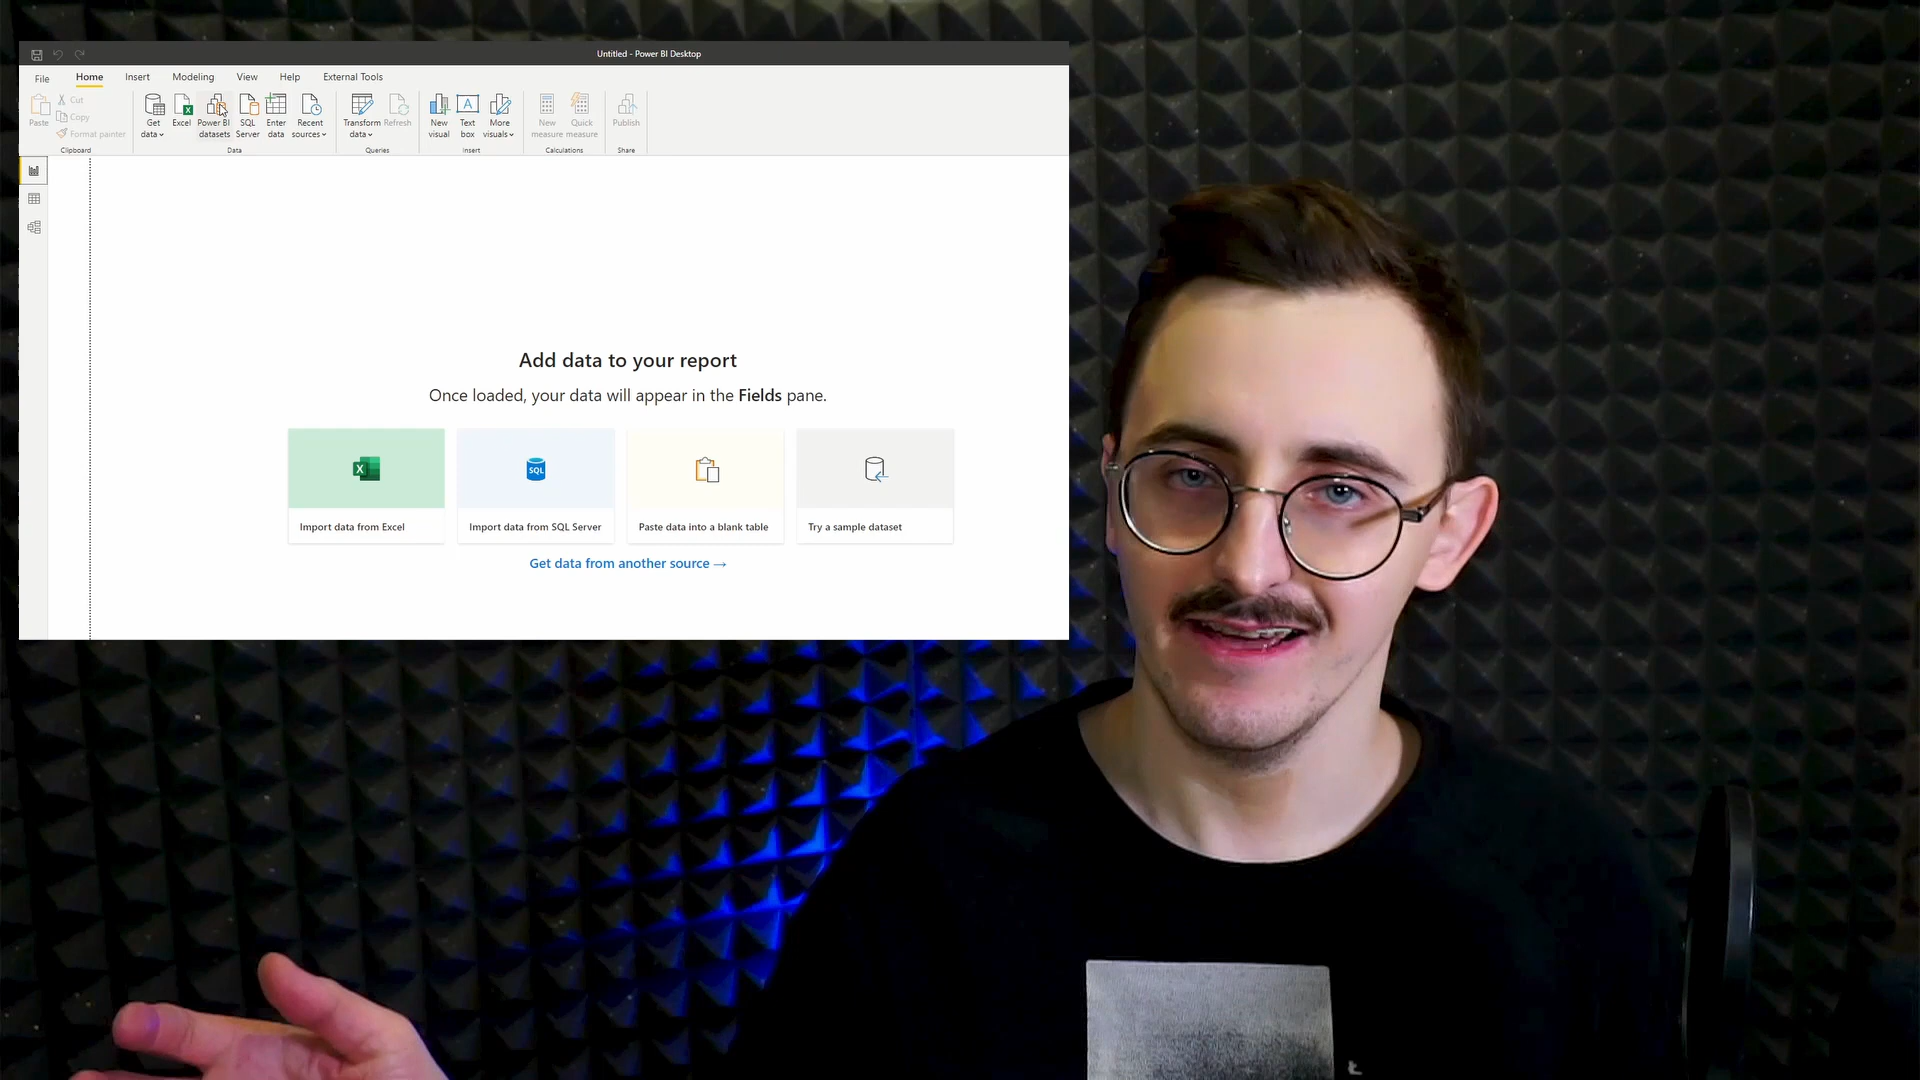 Untitled - Power BI Desktop
File Home Insert Modeling View Help External Tools
Paste
Cut
Copy
Format painter
Clipboard
Get data
Excel
Power BI datasets
SQL Server
Enter data
Recent sources
Data
Transform data
Refresh
Queries
New visual
Text box
More visuals
Insert
New measure
Quick measure
Calculations
Publish
Share
Add data to your report
Once loaded, your data will appear in the Fields pane.
SQL
Import data from Excel
Import data from SQL Server
Paste data into a blank table
Try a sample dataset
Get data from another source →